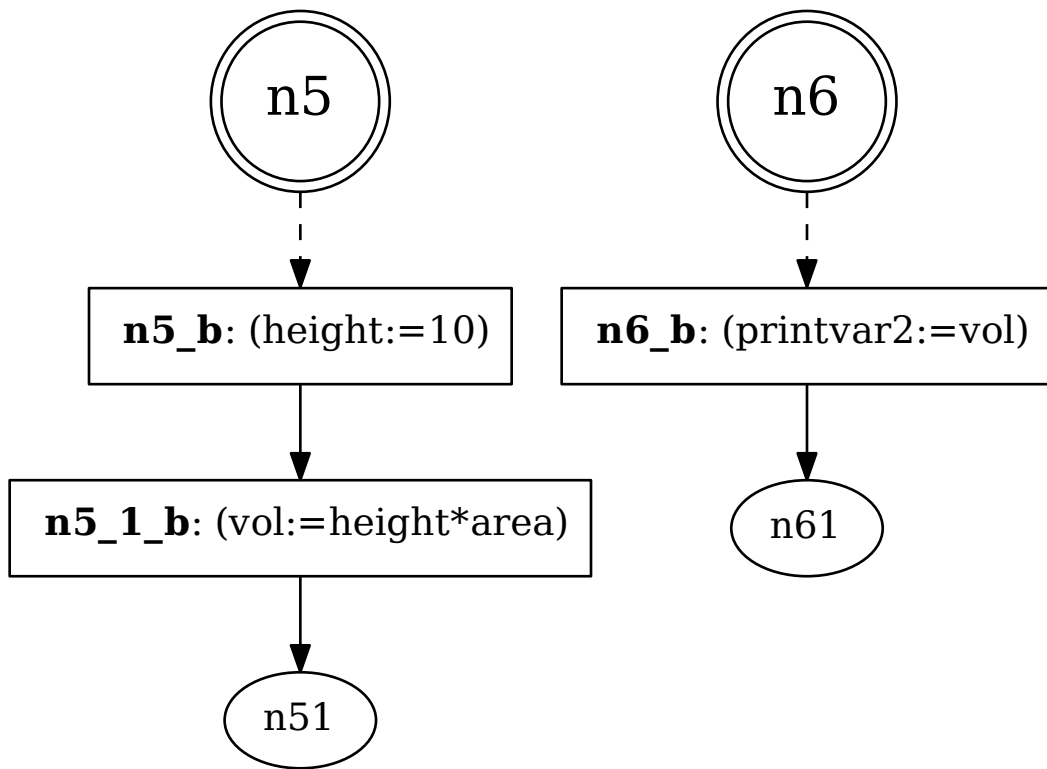 n5
n6
n5_b: (height:=10)
n6_b: (printvar2:=vol)
n5_1_b: (vol:=height*area)
n61
n51